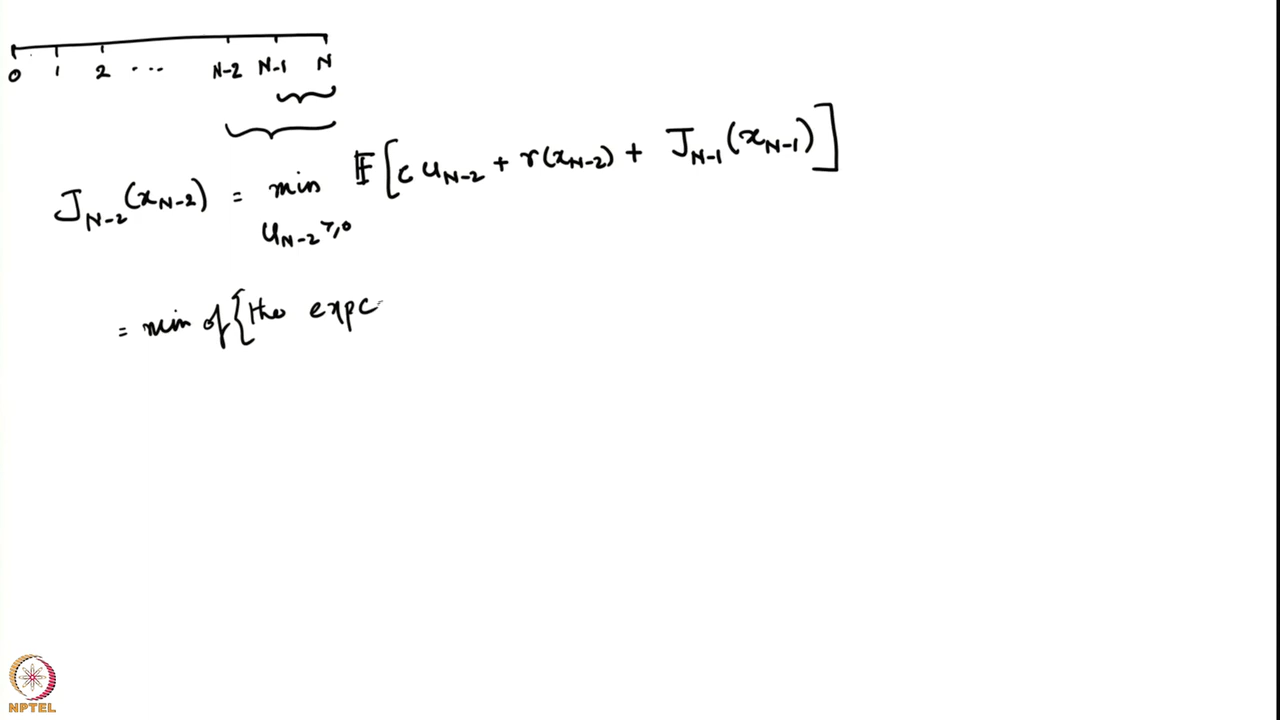 0 1 2 ... N-2 N-1 N
J_{N-2}(x_{N-2}) = min_{u_{N-2} ≥ 0} E[c u_{N-2} + r(x_{N-2}) + J_{N-1}(x_{N-1})]
= min of {the expc
NPTEL